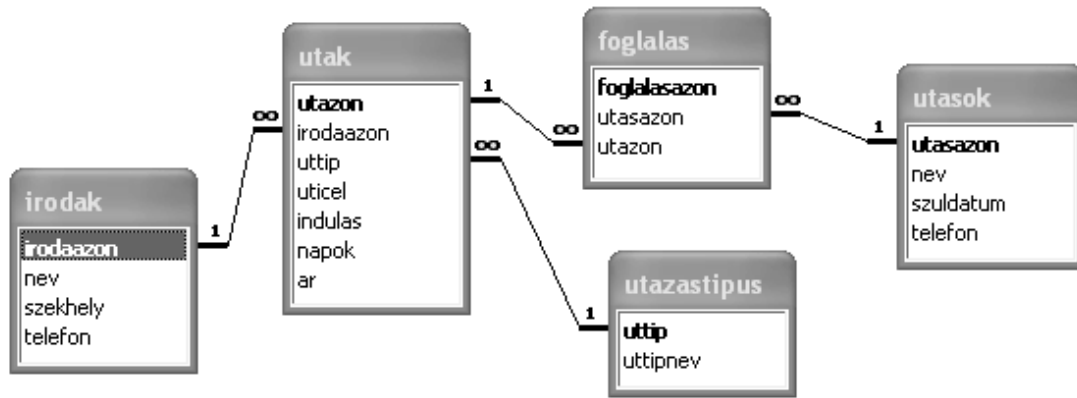 irodak
irodaazon
nev
szekhely
telefon
1
∞
utak
utazon
irodaazon
uttip
uticel
indulas
napok
ar
1
∞
∞
1
foglalas
foglalasazon
utasazon
utazon
∞
1
utasok
utasazon
nev
szuldatum
telefon
utazastipus
uttip
uttipnev